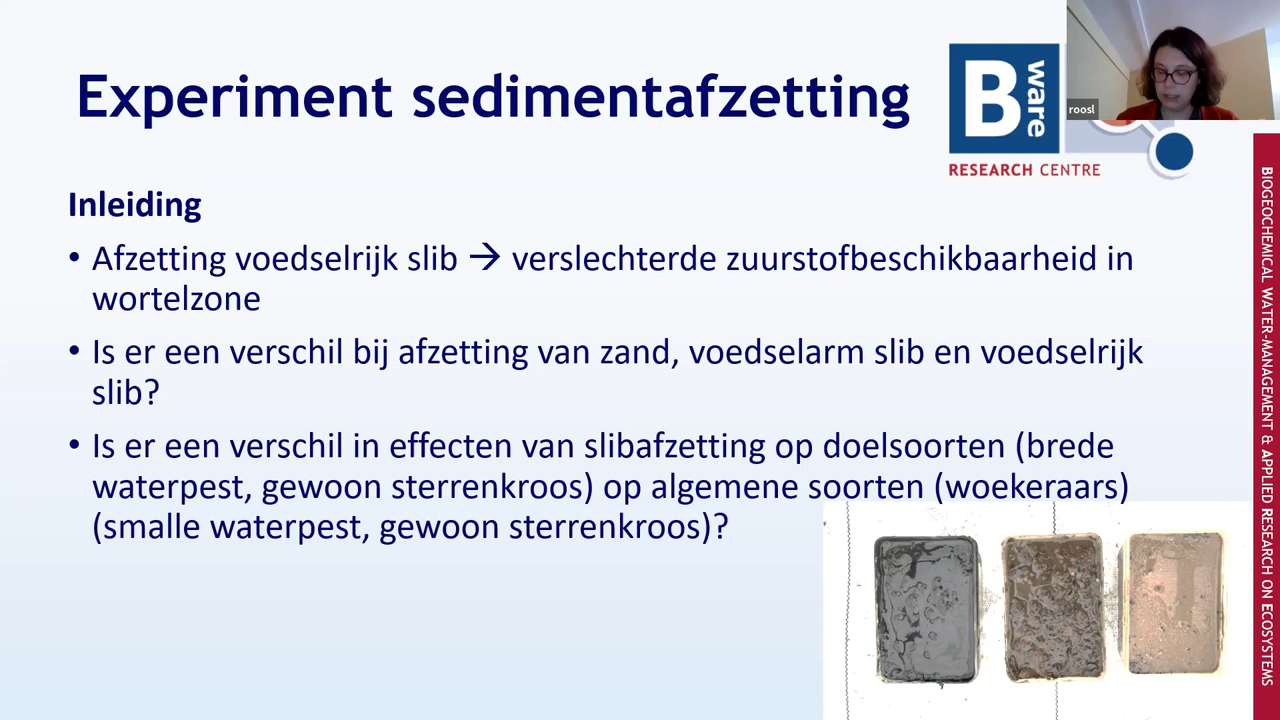 Experiment sedimentafzetting
B ware
RESEARCH CENTRE
roosl
Inleiding
• Afzetting voedselrijk slib → verslechterde zuurstofbeschikbaarheid in
wortelzone
• Is er een verschil bij afzetting van zand, voedselarm slib en voedselrijk
slib?
• Is er een verschil in effecten van slibafzetting op doelsoorten (brede
waterpest, gewoon sterrenkroos) op algemene soorten (woekeraars)
(smalle waterpest, gewoon sterrenkroos)?
BIOGEOCHEMICAL WATER-MANAGEMENT & APPLIED RESEARCH ON ECOSYSTEMS